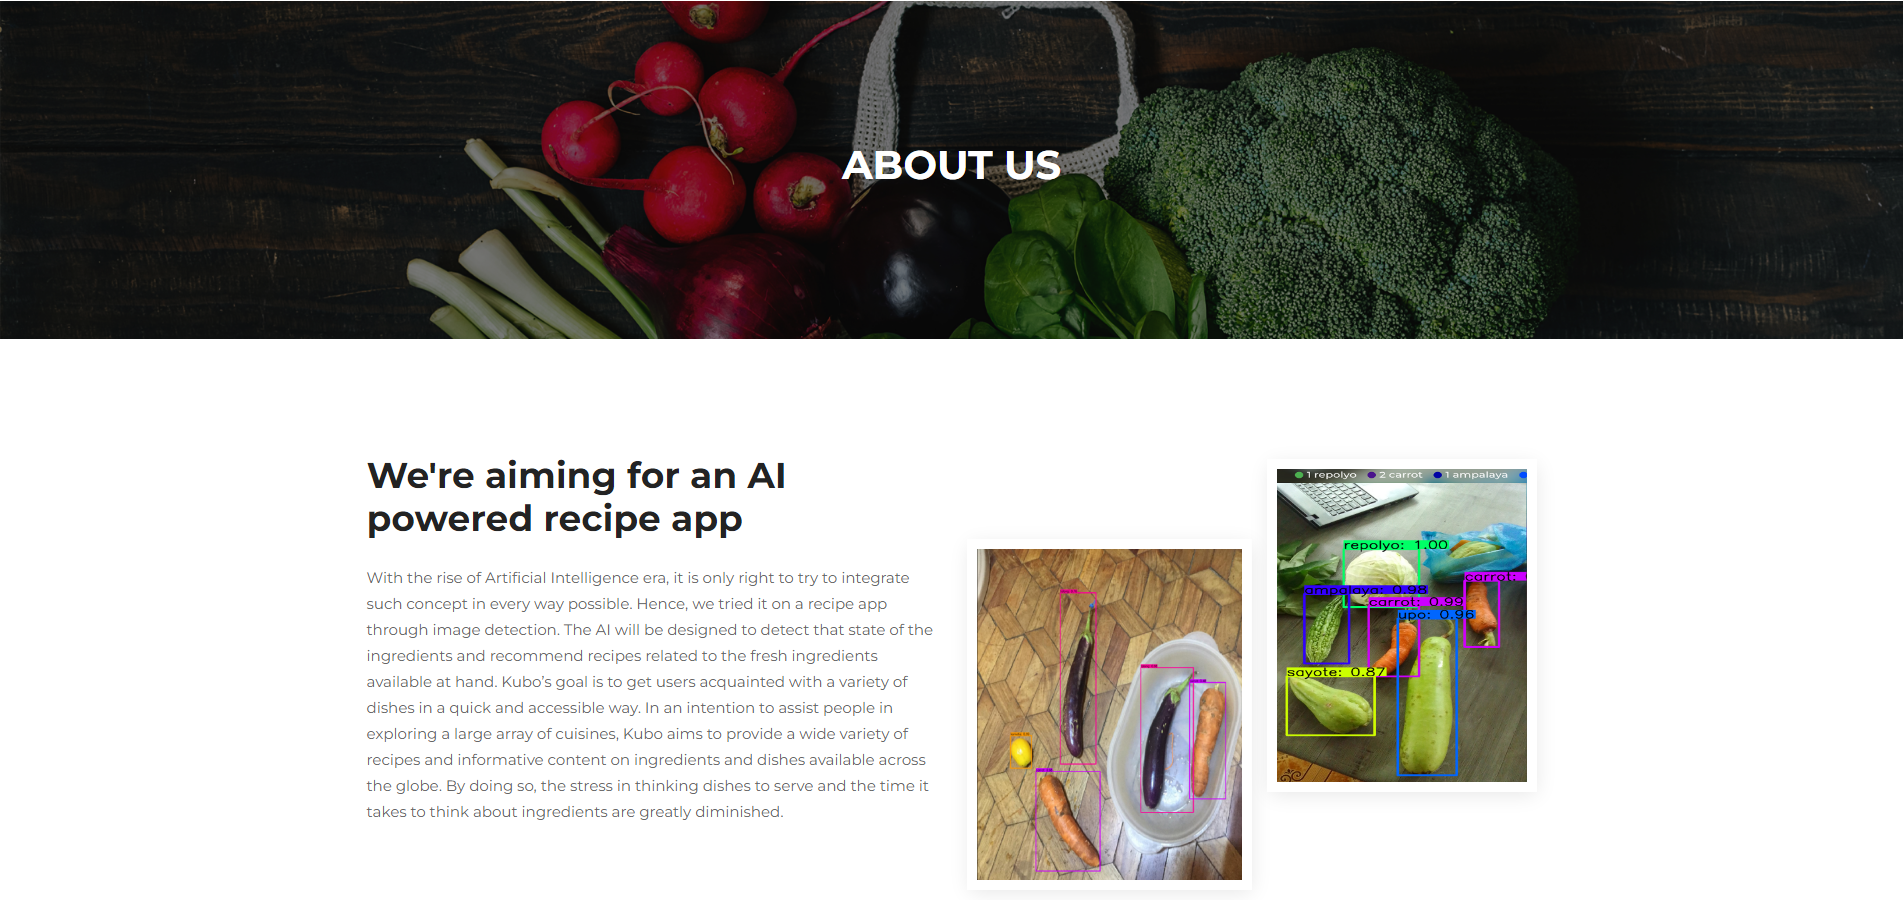 ABOUT US
We're aiming for an AI
powered recipe app
With the rise of Artificial Intelligence era, it is only right to try to integrate
such concept in every way possible. Hence, we tried it on a recipe app
through image detection. The AI will be designed to detect that state of the
ingredients and recommend recipes related to the fresh ingredients
available at hand. Kubo’s goal is to get users acquainted with a variety of
dishes in a quick and accessible way. In an intention to assist people in
exploring a large array of cuisines, Kubo aims to provide a wide variety of
recipes and informative content on ingredients and dishes available across
the globe. By doing so, the stress in thinking dishes to serve and the time it
takes to think about ingredients are greatly diminished.
1 repolyo 2 carrot 1 ampalaya
repolyo: 1.00
carrot:
ampalaya: 0.98
carrot: 0.99
upo: 0.96
sayote: 0.87